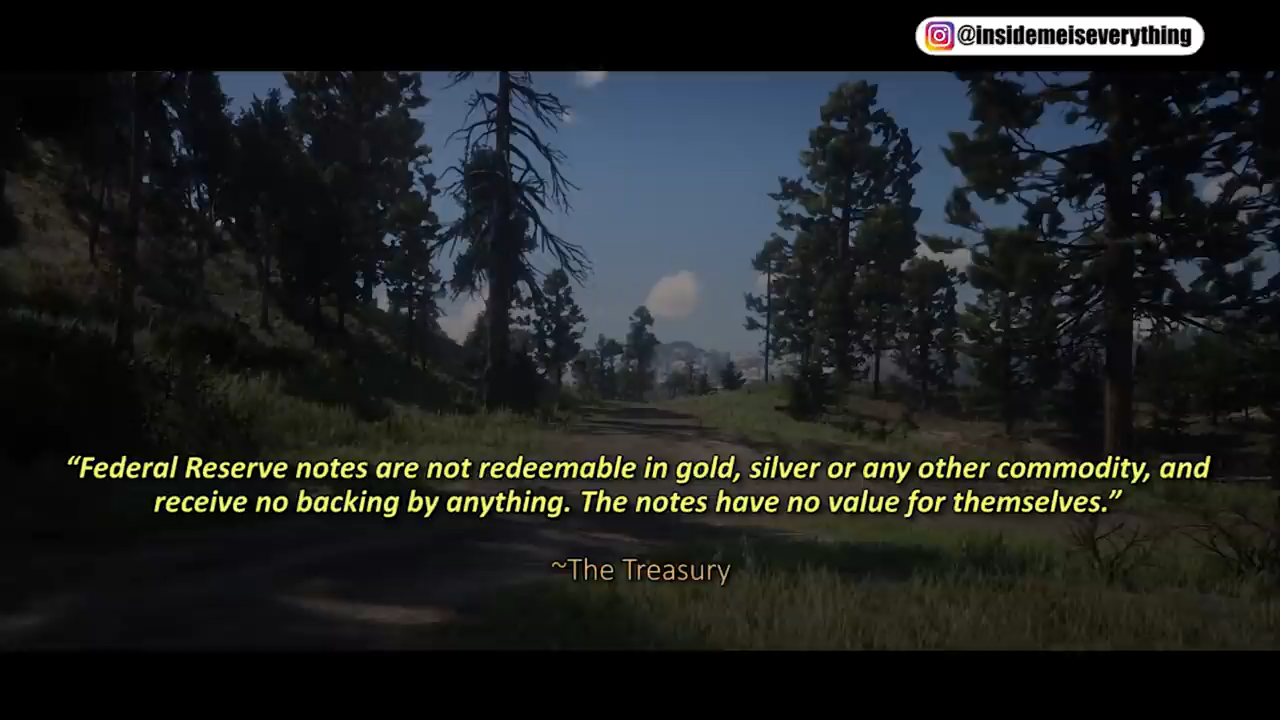 @insidemeiseverything
“Federal Reserve notes are not redeemable in gold, silver or any other commodity, and
receive no backing by anything. The notes have no value for themselves.”
~The Treasury